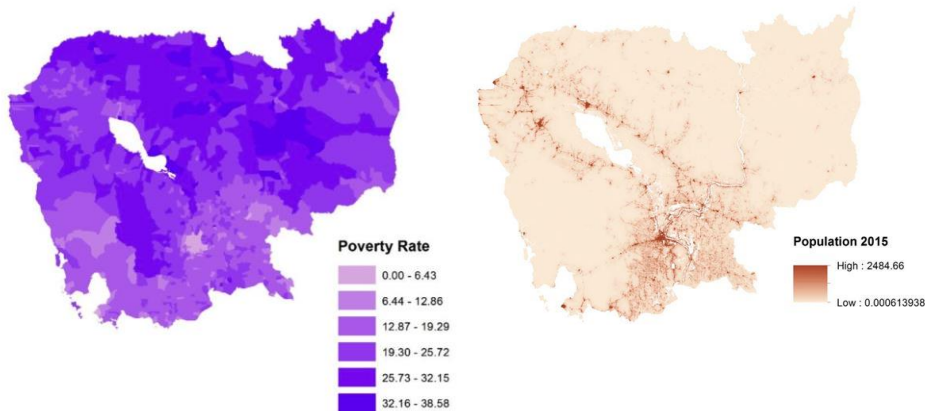 Poverty Rate
0.00 - 6.43
6.44 - 12.86
12.87 - 19.29
19.30 - 25.72
25.73 - 32.15
32.16 - 38.58
Population 2015
High : 2484.66
Low : 0.000613938